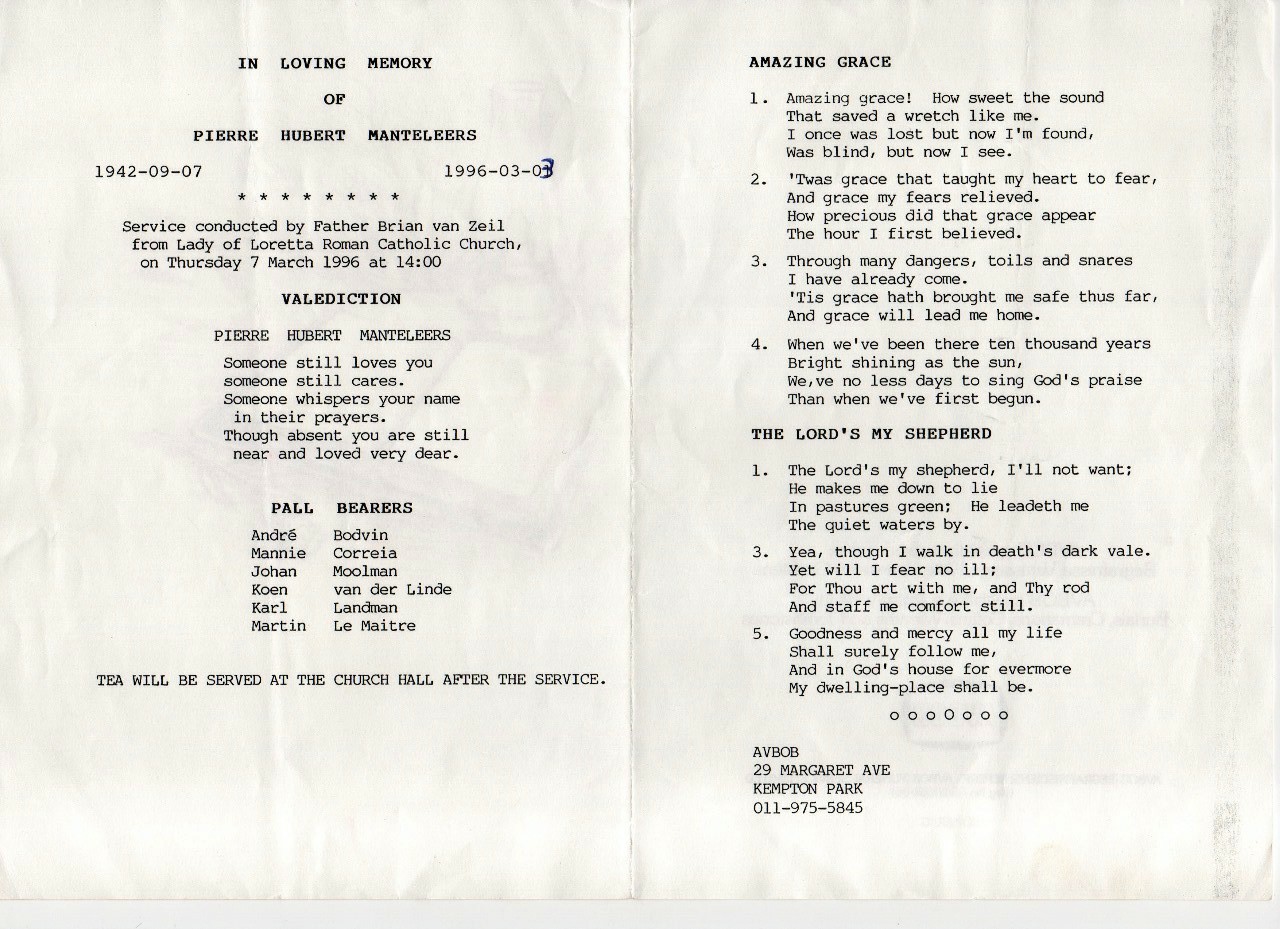 IN LOVING MEMORY
OF
PIERRE HUBERT MANTELEERS
1942-09-07 1996-03-03
* * * * * * * *
Service conducted by Father Brian van Zeil
from Lady of Loretta Roman Catholic Church,
on Thursday 7 March 1996 at 14:00
VALEDICTION
PIERRE HUBERT MANTELEERS
Someone still loves you
someone still cares.
Someone whispers your name
in their prayers.
Though absent you are still
near and loved very dear.
PALL BEARERS
André Bodvin
Mannie Correia
Johan Moolman
Koen van der Linde
Karl Landman
Martin Le Maitre
TEA WILL BE SERVED AT THE CHURCH HALL AFTER THE SERVICE.
AMAZING GRACE
1. Amazing grace! How sweet the sound
That saved a wretch like me.
I once was lost but now I'm found,
Was blind, but now I see.
2. 'Twas grace that taught my heart to fear,
And grace my fears relieved.
How precious did that grace appear
The hour I first believed.
3. Through many dangers, toils and snares
I have already come.
'Tis grace hath brought me safe thus far,
And grace will lead me home.
4. When we've been there ten thousand years
Bright shining as the sun,
We,ve no less days to sing God's praise
Than when we've first begun.
THE LORD'S MY SHEPHERD
1. The Lord's my shepherd, I'll not want;
He makes me down to lie
In pastures green; He leadeth me
The quiet waters by.
3. Yea, though I walk in death's dark vale.
Yet will I fear no ill;
For Thou art with me, and Thy rod
And staff me comfort still.
5. Goodness and mercy all my life
Shall surely follow me,
And in God's house for evermore
My dwelling-place shall be.
o o o O o o o
AVBOB
29 MARGARET AVE
KEMPTON PARK
011-975-5845